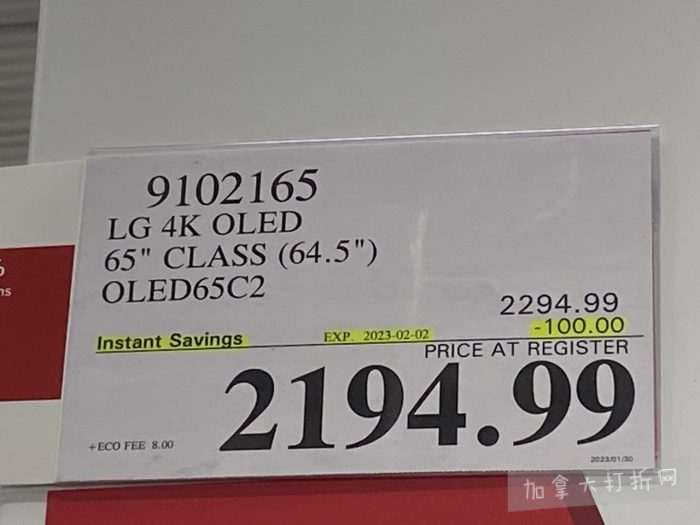 9102165
LG 4K OLED
65" CLASS (64.5")
OLED65C2
2294.99
Instant Savings EXP. 2023-02-02 -100.00
PRICE AT REGISTER
2194.99
+ECO FEE 8.00
2023/01/30
加拿大打折网